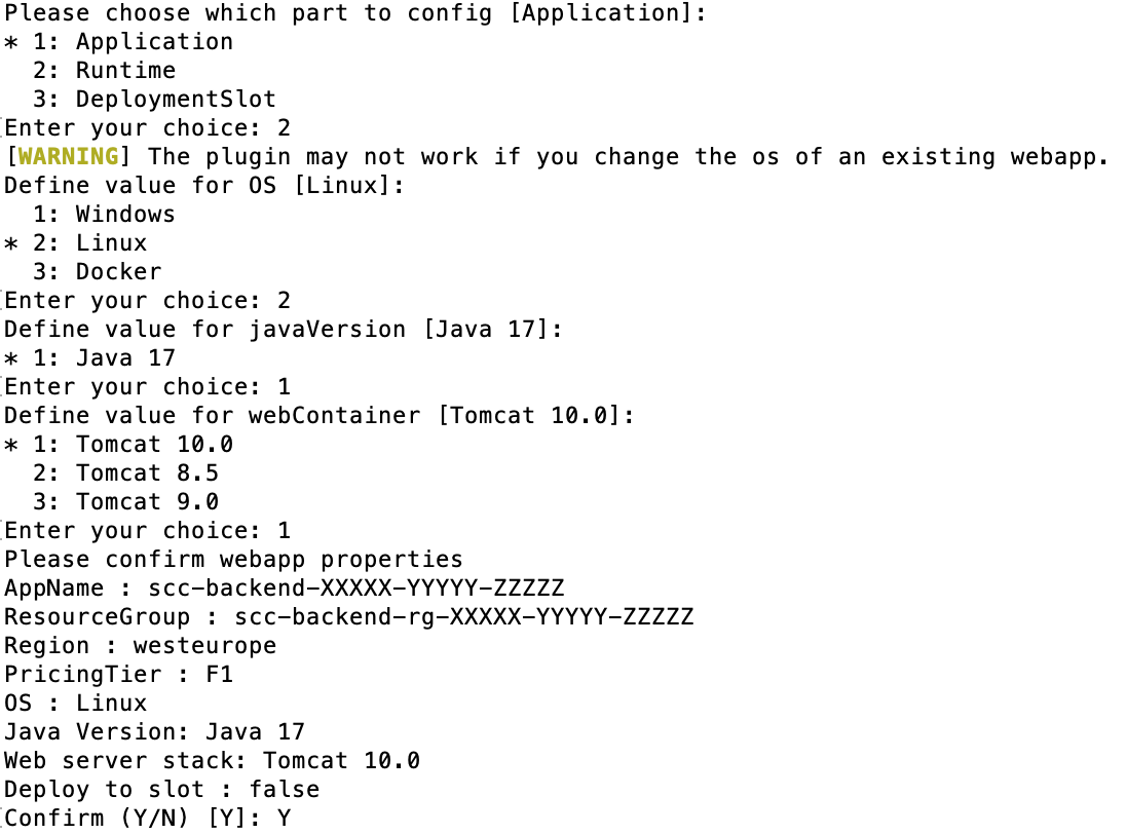 Please choose which part to config [Application]:
* 1: Application
  2: Runtime
  3: DeploymentSlot
Enter your choice: 2
[WARNING] The plugin may not work if you change the os of an existing webapp.
Define value for OS [Linux]:
  1: Windows
* 2: Linux
  3: Docker
Enter your choice: 2
Define value for javaVersion [Java 17]:
* 1: Java 17
Enter your choice: 1
Define value for webContainer [Tomcat 10.0]:
* 1: Tomcat 10.0
  2: Tomcat 8.5
  3: Tomcat 9.0
Enter your choice: 1
Please confirm webapp properties
AppName : scc-backend-XXXXX-YYYYY-ZZZZZ
ResourceGroup : scc-backend-rg-XXXXX-YYYYY-ZZZZZ
Region : westeurope
PricingTier : F1
OS : Linux
Java Version: Java 17
Web server stack: Tomcat 10.0
Deploy to slot : false
Confirm (Y/N) [Y]: Y